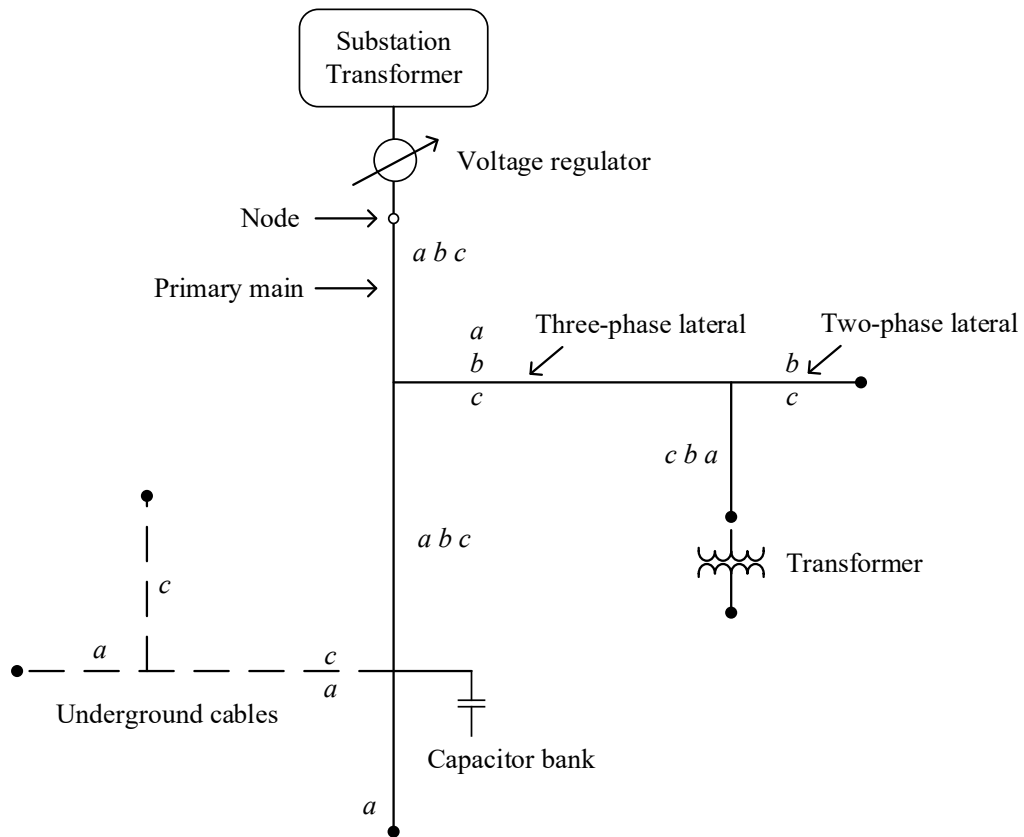 Substation
Transformer
Voltage regulator
Node
a b c
Primary main
Three-phase lateral
Two-phase lateral
a
b
c
b
c
c b a
a b c
Transformer
c
a
c
a
Underground cables
Capacitor bank
a